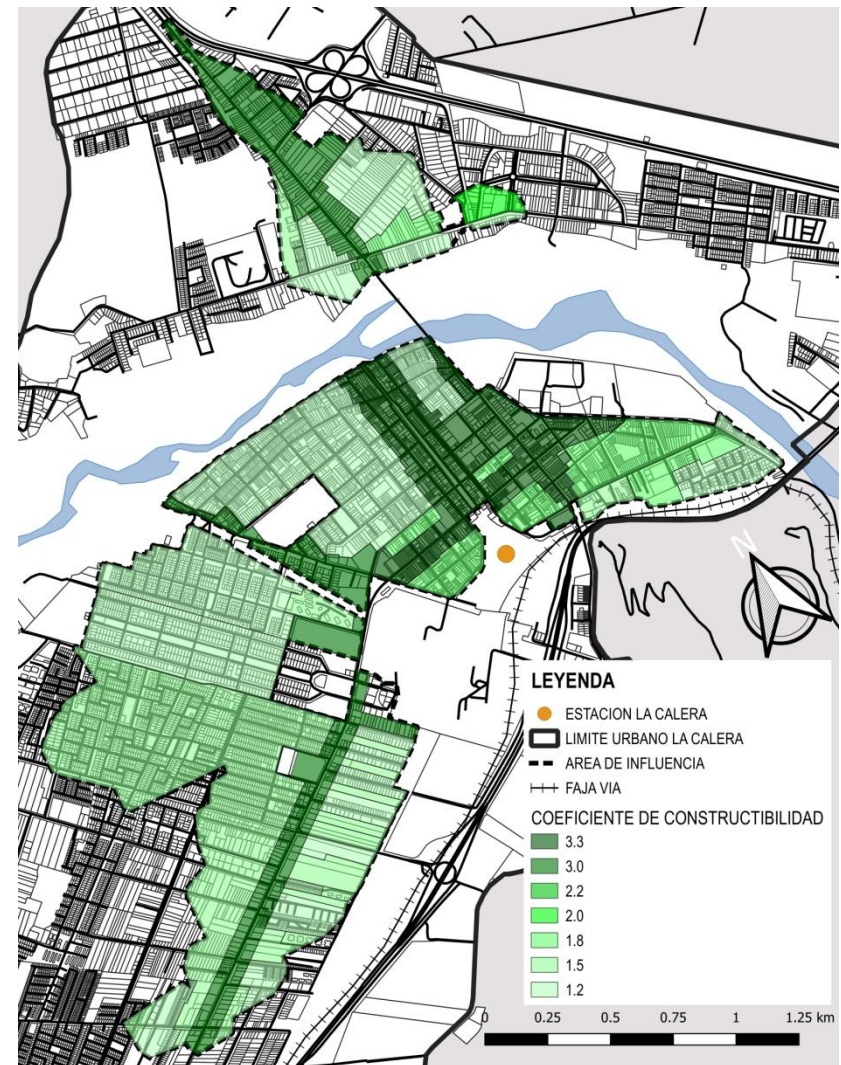 N
LEYENDA
ESTACION LA CALERA
LIMITE URBANO LA CALERA
AREA DE INFLUENCIA
FAJA VIA
COEFICIENTE DE CONSTRUCTIBILIDAD
3.3
3.0
2.2
2.0
1.8
1.5
1.2
0 0.25 0.5 0.75 1 1.25 km